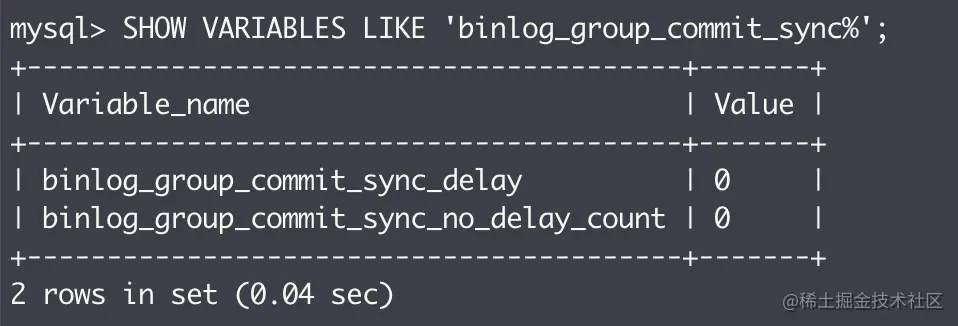 mysql> SHOW VARIABLES LIKE 'binlog_group_commit_sync%';
+-----------------------------------------+-------+
| Variable_name                           | Value |
+-----------------------------------------+-------+
| binlog_group_commit_sync_delay          | 0     |
| binlog_group_commit_sync_no_delay_count | 0     |
+-----------------------------------------+-------+
2 rows in set (0.04 sec)
@稀土掘金技术社区